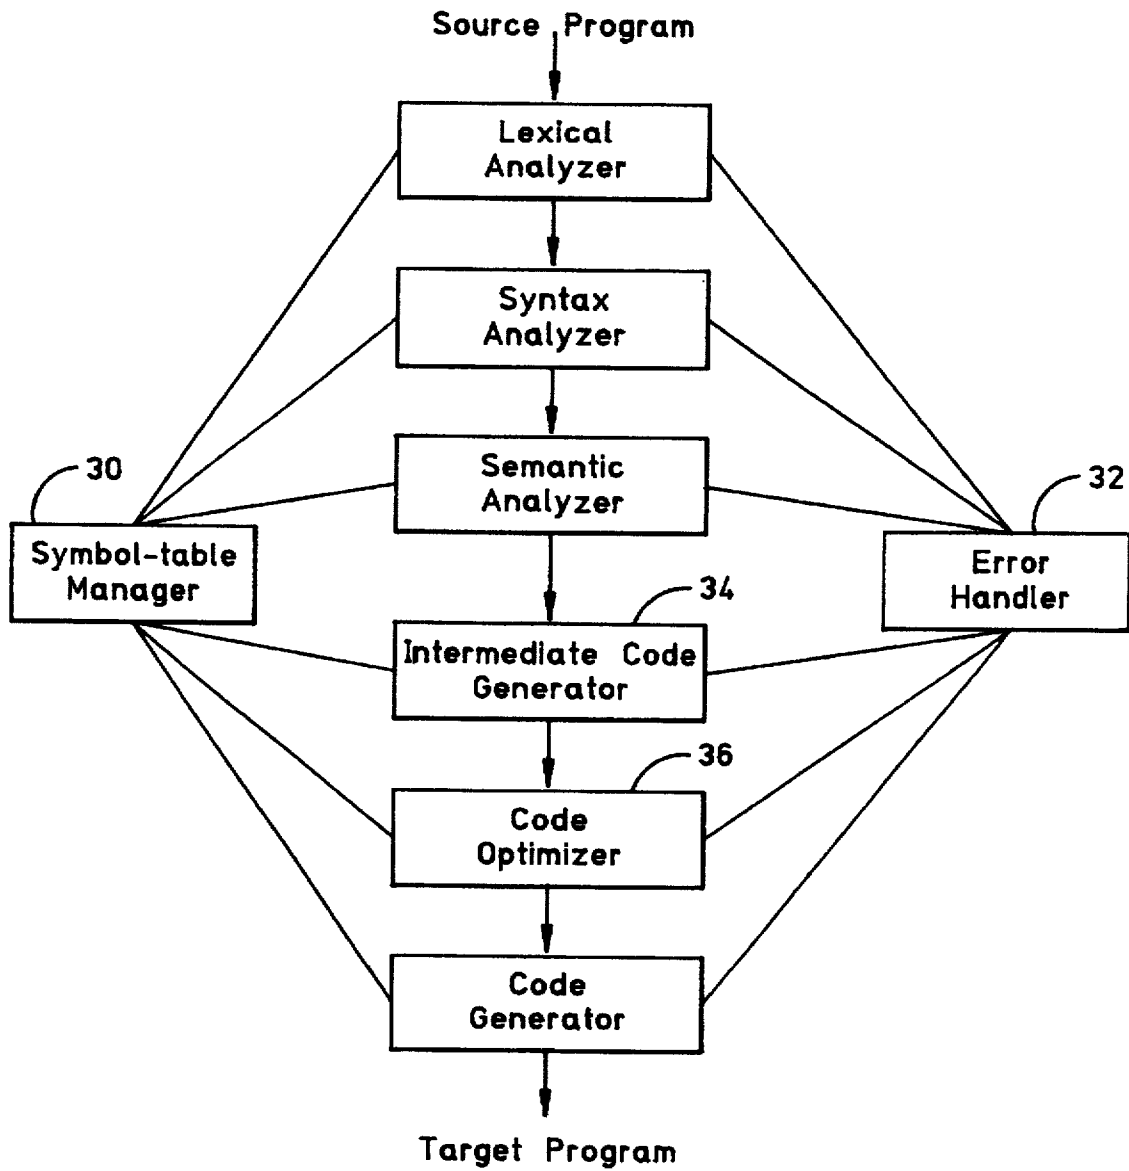 Source Program
Lexical
Analyzer
Syntax
Analyzer
Semantic
Analyzer
30
Symbol-table
Manager
32
Error
Handler
34
Intermediate Code
Generator
36
Code
Optimizer
Code
Generator
Target Program